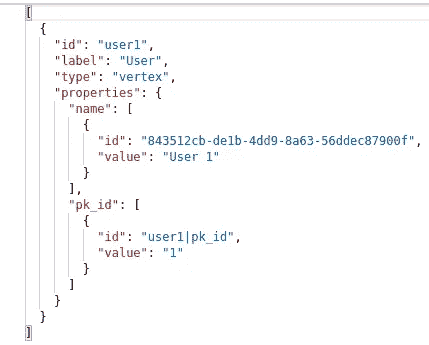 [
  {
    "id": "user1",
    "label": "User",
    "type": "vertex",
    "properties": {
      "name": [
        {
          "id": "843512cb-de1b-4dd9-8a63-56ddec87900f",
          "value": "User 1"
        }
      ],
      "pk_id": [
        {
          "id": "user1|pk_id",
          "value": "1"
        }
      ]
    }
  }
]